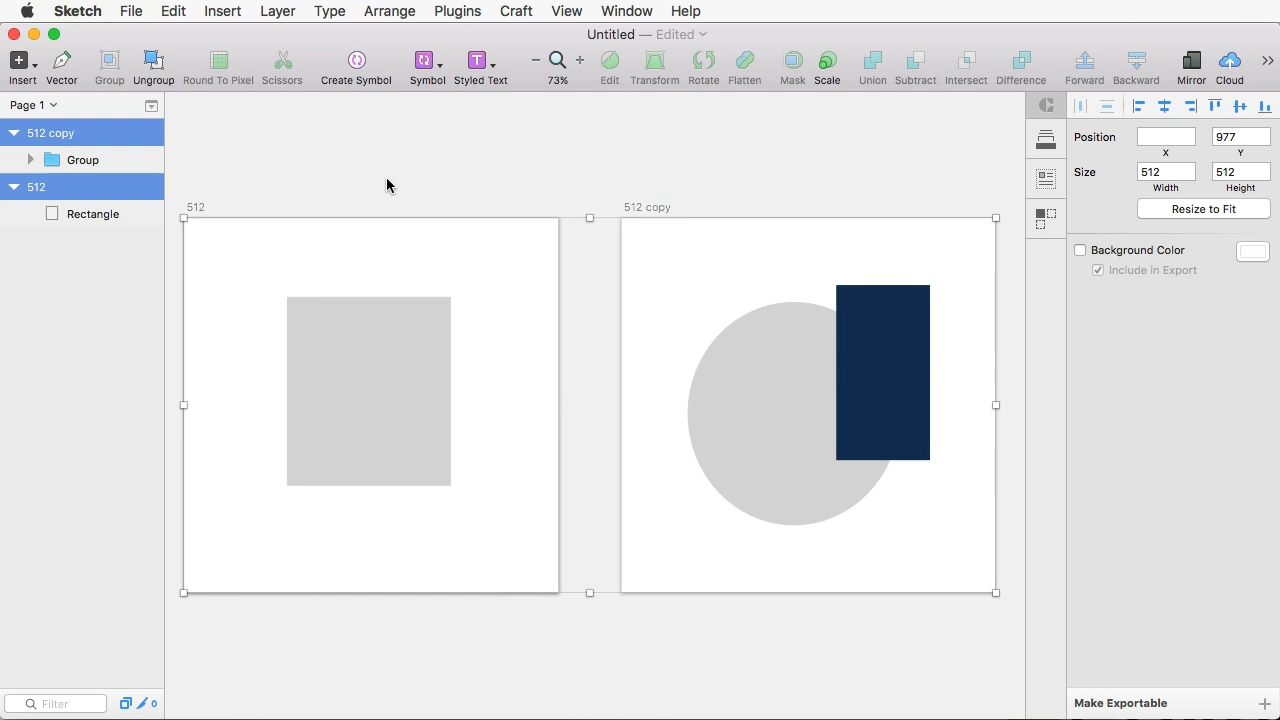 Sketch File Edit Insert Layer Type Arrange Plugins Craft View Window Help
Untitled — Edited
Insert Vector Group Ungroup Round To Pixel Scissors Create Symbol Symbol Styled Text 73% Edit Transform Rotate Flatten Mask Scale Union Subtract Intersect Difference Forward Backward Mirror Cloud
Page 1
512 copy
Group
512
Rectangle
Filter
0
512
512 copy
Position 977
X Y
Size 512 512
Width Height
Resize to Fit
Background Color
Include in Export
Make Exportable